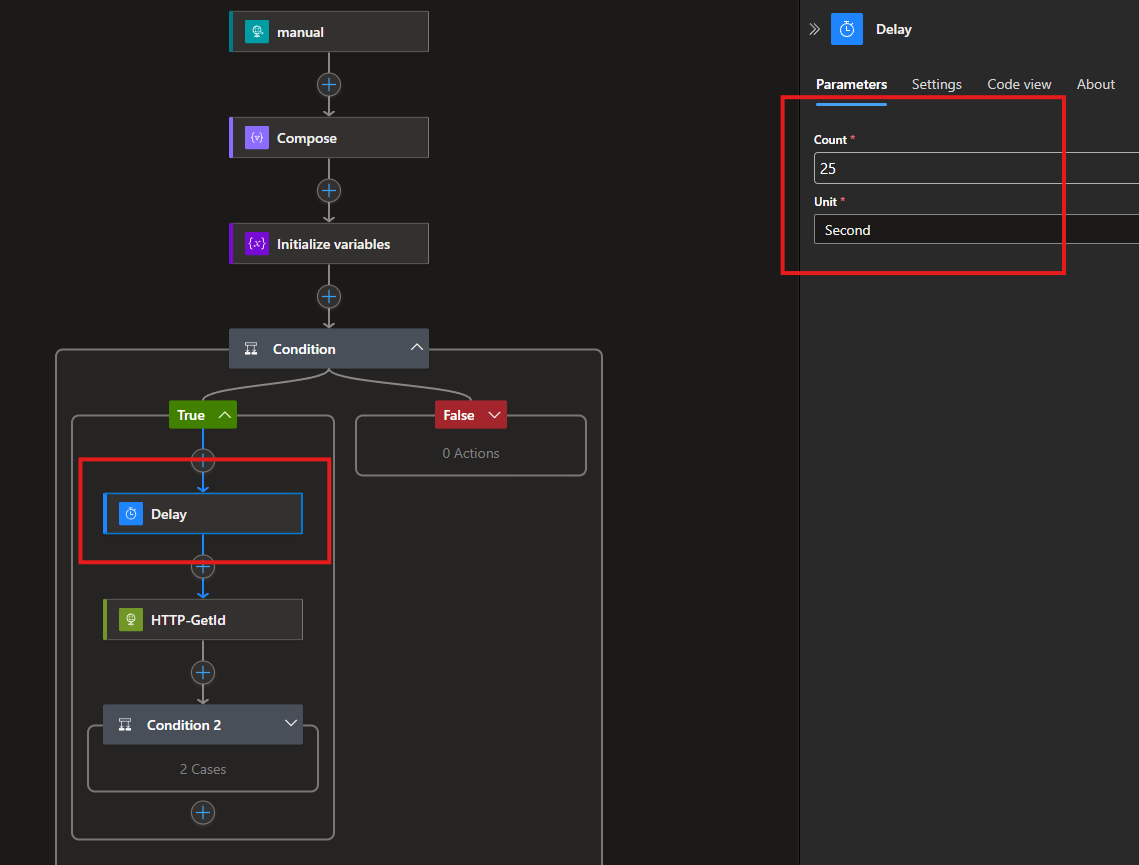 manual
Compose
Initialize variables
Condition
True
False
0 Actions
Delay
HTTP-GetId
Condition 2
2 Cases
Delay
Parameters Settings Code view About
Count *
25
Unit *
Second